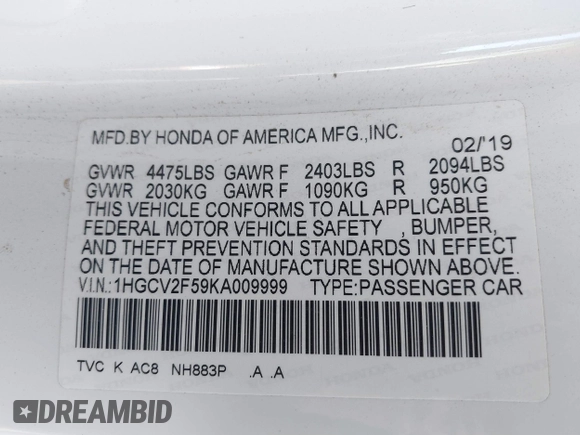 MFD.BY HONDA OF AMERICA MFG.,INC.
02/'19
GVWR 4475LBS GAWR F 2403LBS R 2094LBS
GVWR 2030KG GAWR F 1090KG R 950KG
THIS VEHICLE CONFORMS TO ALL APPLICABLE
FEDERAL MOTOR VEHICLE SAFETY , BUMPER,
AND THEFT PREVENTION STANDARDS IN EFFECT
ON THE DATE OF MANUFACTURE SHOWN ABOVE.
V.I.N.:1HGCV2F59KA009999 TYPE:PASSENGER CAR
TVC K AC8 NH883P .A .A
DREAMBID